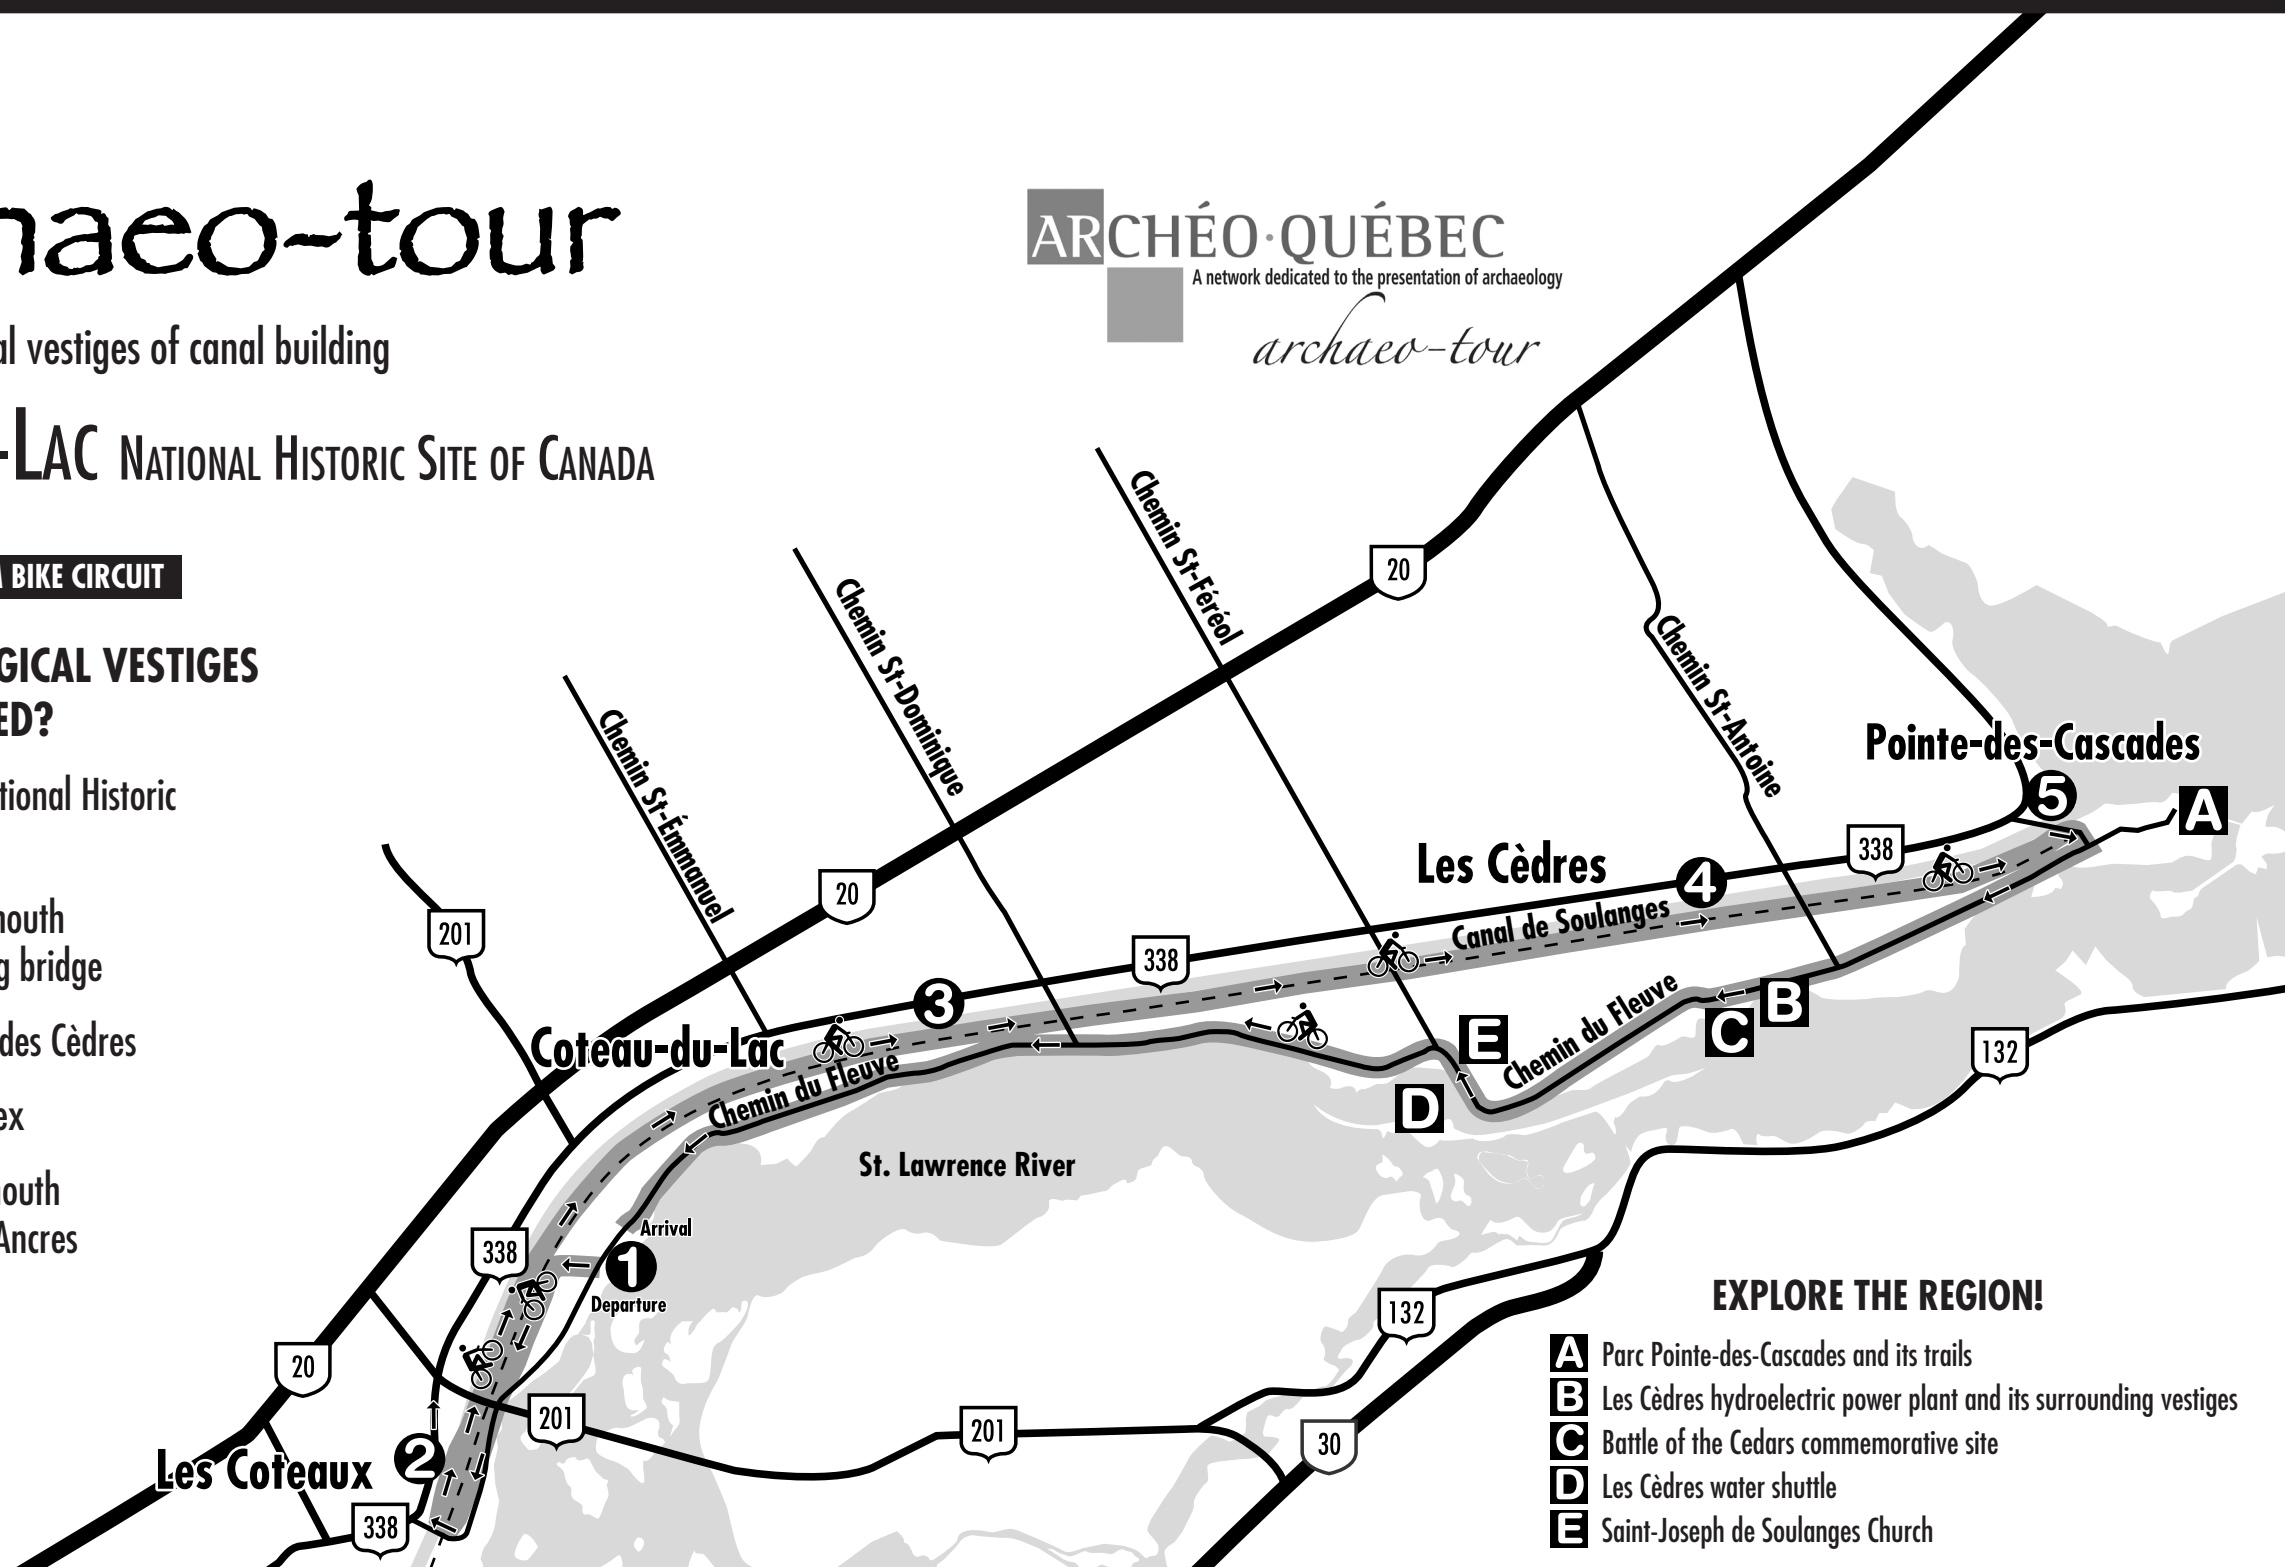 haeo-tour
al vestiges of canal building
-LAC NATIONAL HISTORIC SITE OF CANADA
BIKE CIRCUIT
GICAL VESTIGES
ED?
tional Historic
nouth
g bridge
des Cèdres
ex
outh
Ancres
ARCHÉO·QUÉBEC
A network dedicated to the presentation of archaeology
archaeo-tour
Chemin St-Féréol
Chemin St-Dominique
Chemin St-Émmanuel
Chemin St-Antoine
20
20
201
Pointe-des-Cascades
5
A
338
Les Cèdres
4
Canal de Soulanges
338
3
Coteau-du-Lac
Chemin du Fleuve
E
Chemin du Fleuve
B
C
D
132
St. Lawrence River
Arrival
1
Departure
338
20
201
201
132
30
Les Coteaux
2
338
EXPLORE THE REGION!
A Parc Pointe-des-Cascades and its trails
B Les Cèdres hydroelectric power plant and its surrounding vestiges
C Battle of the Cedars commemorative site
D Les Cèdres water shuttle
E Saint-Joseph de Soulanges Church